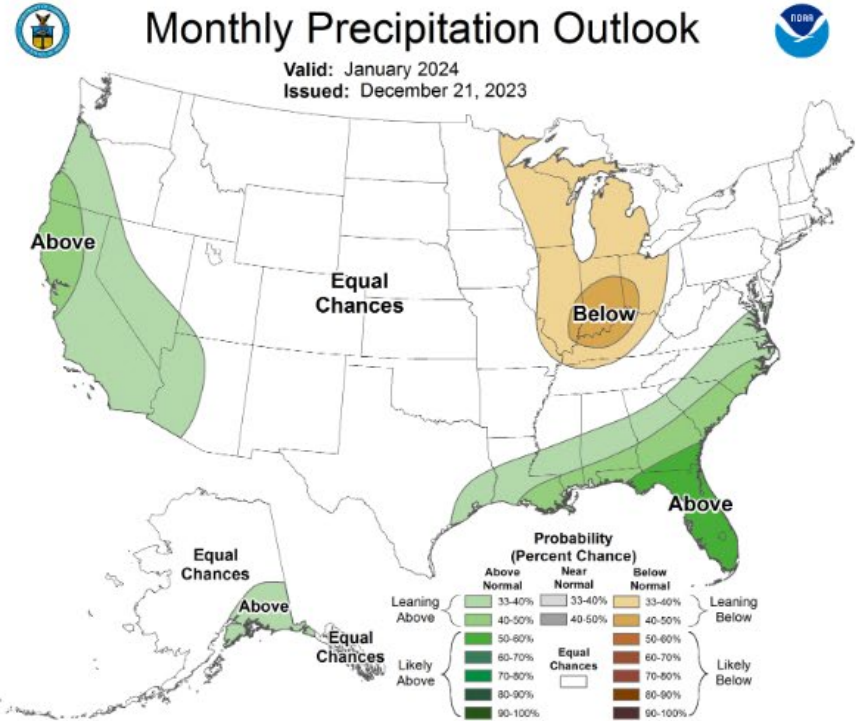 Monthly Precipitation Outlook
NOAA
Valid: January 2024
Issued: December 21, 2023
Above
Equal
Chances
Below
Above
Equal
Chances
Above
Equal
Chances
Probability
(Percent Chance)
Above
Normal
Near
Normal
Below
Normal
Leaning
Above
33-40%
40-50%
33-40%
40-50%
33-40%
40-50%
Leaning
Below
Likely
Above
50-60%
60-70%
70-80%
80-90%
90-100%
Equal
Chances
50-60%
60-70%
70-80%
80-90%
90-100%
Likely
Below